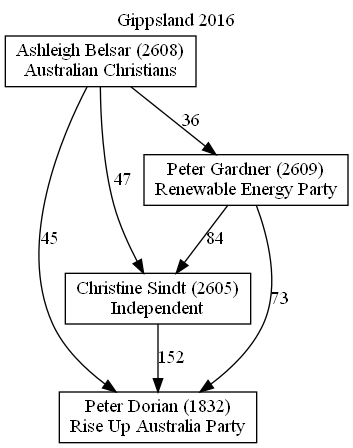 Gippsland 2016
Ashleigh Belsar (2608)
Australian Christians
36
Peter Gardner (2609)
Renewable Energy Party
47
45
84
Christine Sindt (2605)
Independent
73
152
Peter Dorian (1832)
Rise Up Australia Party